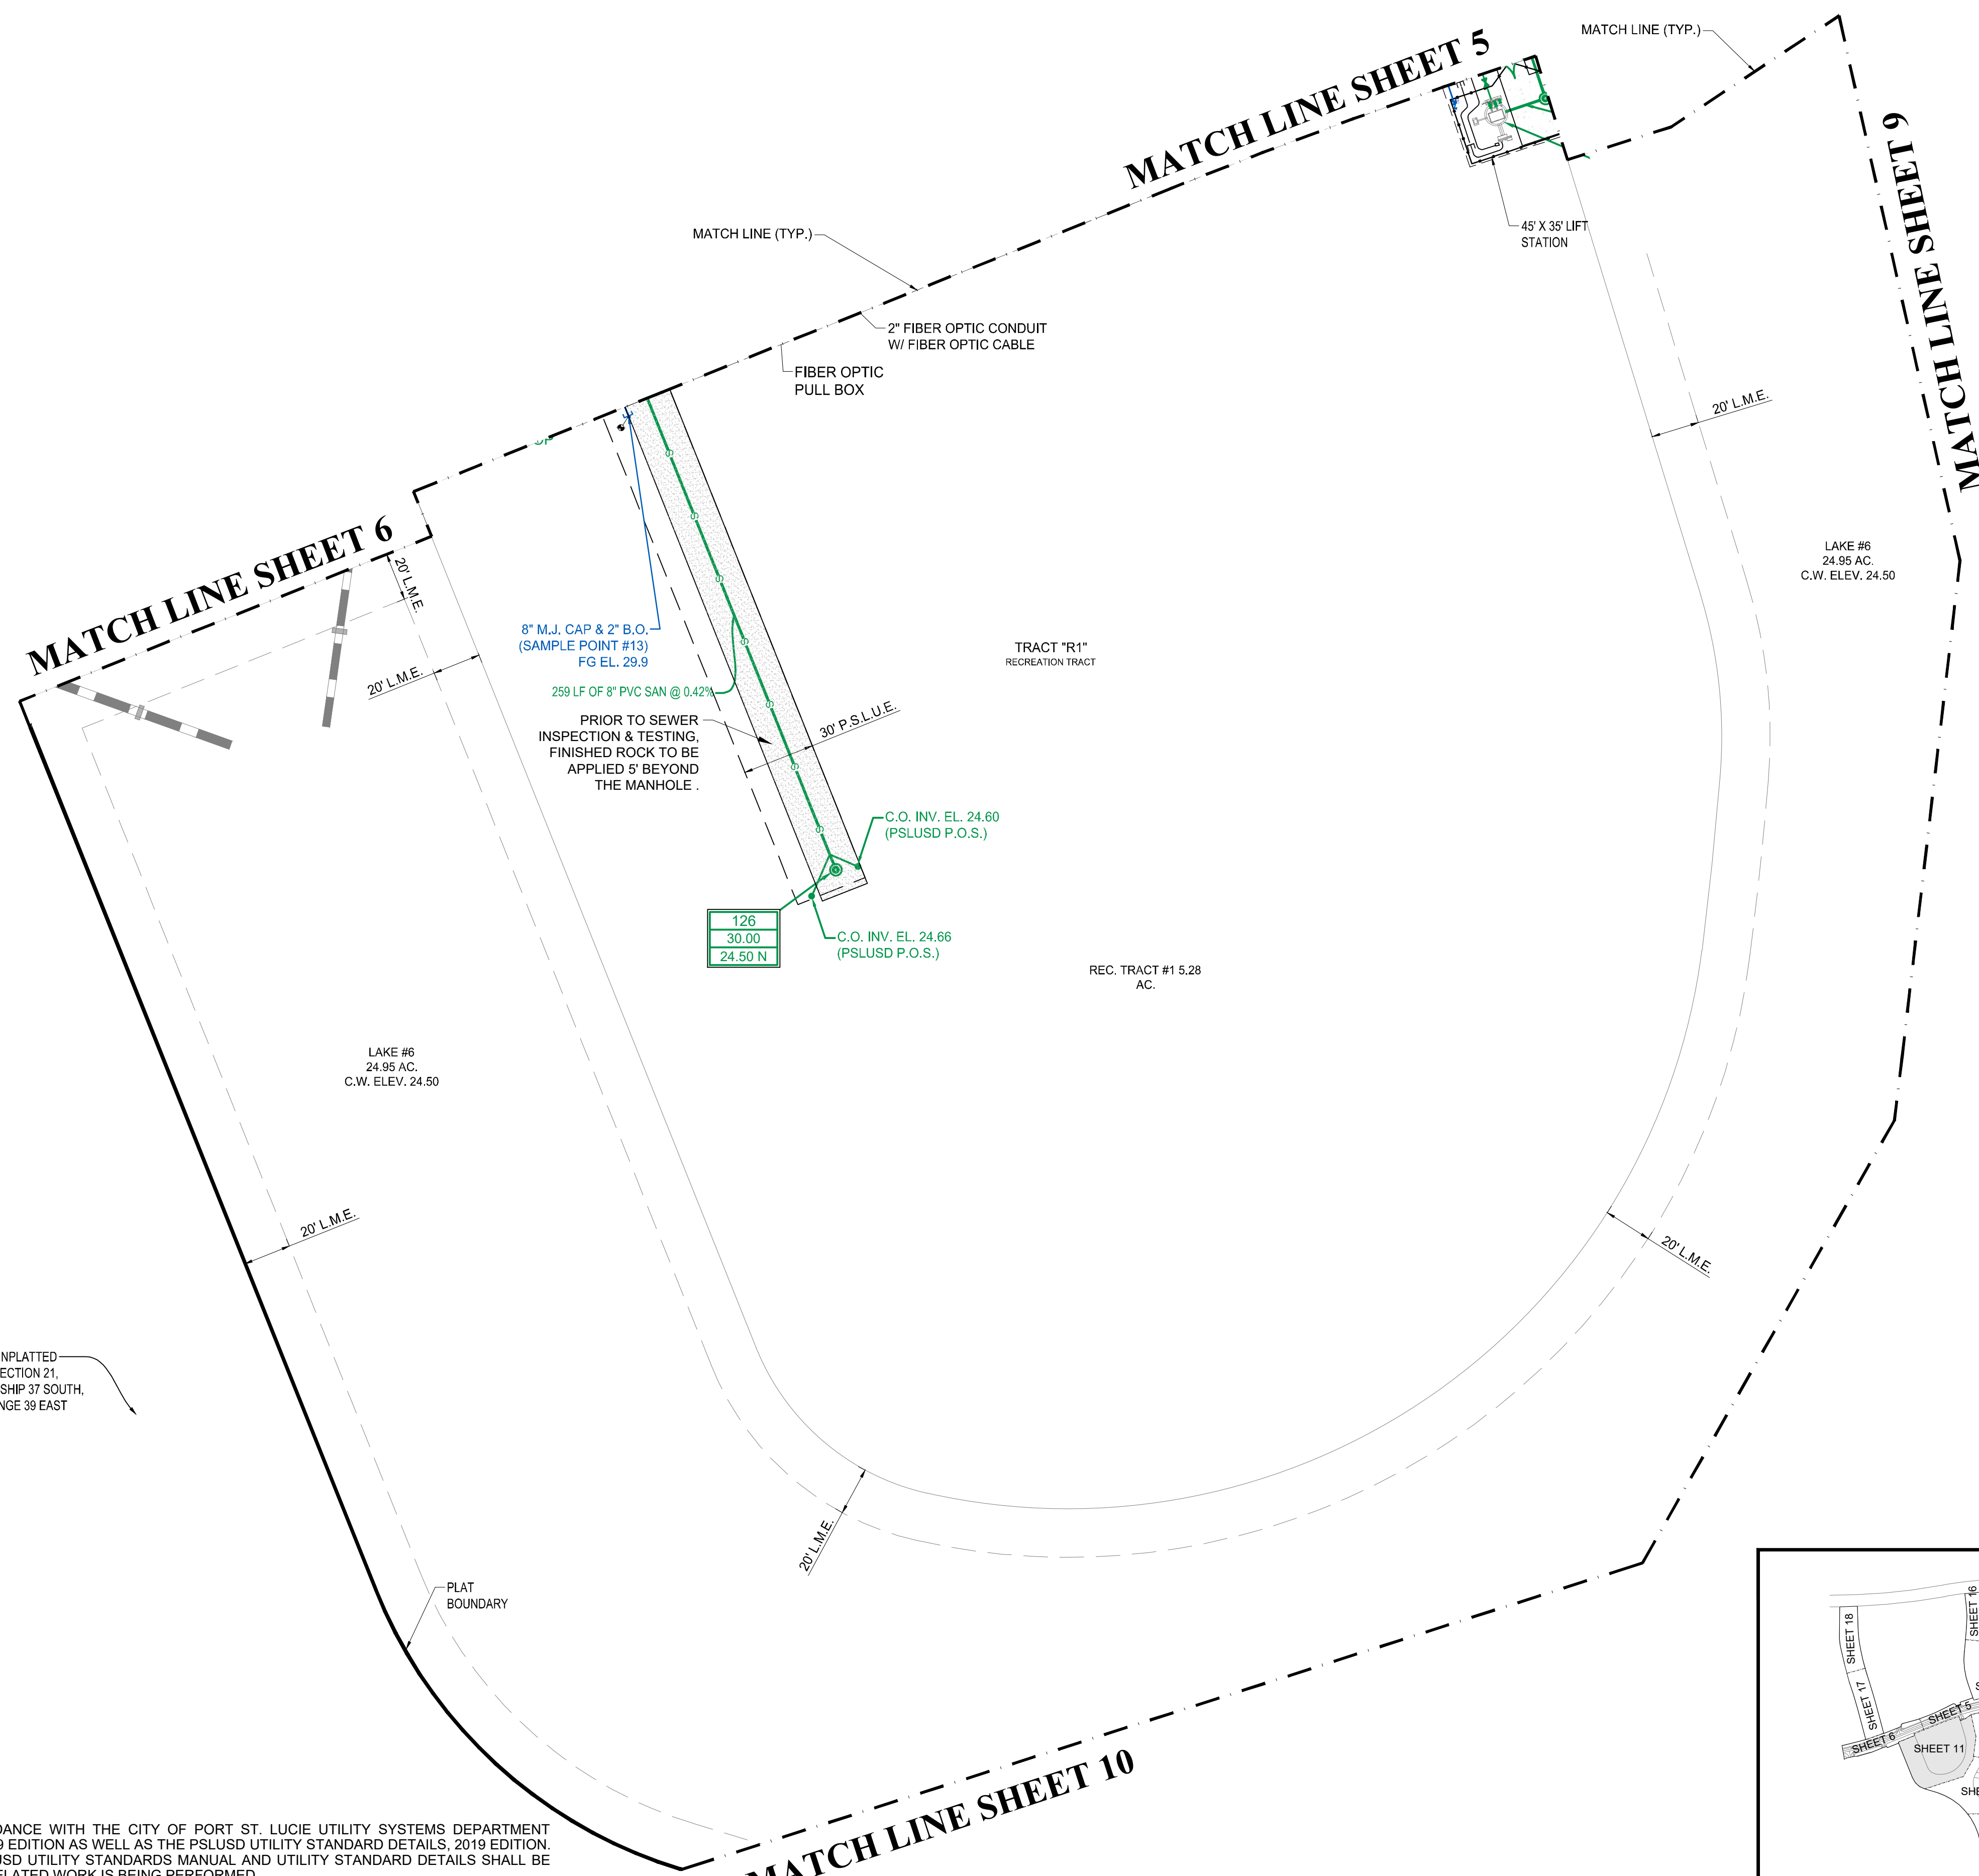 MATCH LINE (TYP.)
MATCH LINE SHEET 5
MATCH LINE SHEET 6
45' X 35' LIFT
STATION
MATCH LINE (TYP.)
2" FIBER OPTIC CONDUIT
W/ FIBER OPTIC CABLE
FIBER OPTIC
PULL BOX
20' L.M.E.
MATCH LINE SHEET 6
20' L.M.E.
20' L.M.E.
LAKE #6
24.95 AC.
C.W. ELEV. 24.50
8" M.J. CAP & 2" B.O.
(SAMPLE POINT #13)
FG EL. 29.9
TRACT "R1"
RECREATION TRACT
259 LF OF 8" PVC SAN @ 0.42%
S
S
S
S
S
S
S
30' P.S.L.U.E.
PRIOR TO SEWER
INSPECTION & TESTING,
FINISHED ROCK TO BE
APPLIED 5' BEYOND
THE MANHOLE .
C.O. INV. EL. 24.60
(PSLUSD P.O.S.)
126
30.00
24.50 N
C.O. INV. EL. 24.66
(PSLUSD P.O.S.)
REC. TRACT #1 5.28
AC.
LAKE #6
24.95 AC.
C.W. ELEV. 24.50
20' L.M.E.
20' L.M.E.
NPLATTED
ECTION 21,
SHIP 37 SOUTH,
NGE 39 EAST
20' L.M.E.
PLAT
BOUNDARY
MATCH LINE SHEET 10
SHEET 18
SHEET 16
SHEET 17
SHEET 5
SHEET 6
SHEET 11
SHE
DANCE WITH THE CITY OF PORT ST. LUCIE UTILITY SYSTEMS DEPARTMENT
9 EDITION AS WELL AS THE PSLUSD UTILITY STANDARD DETAILS, 2019 EDITION.
USD UTILITY STANDARDS MANUAL AND UTILITY STANDARD DETAILS SHALL BE
ELATED WORK IS BEING PERFORMED